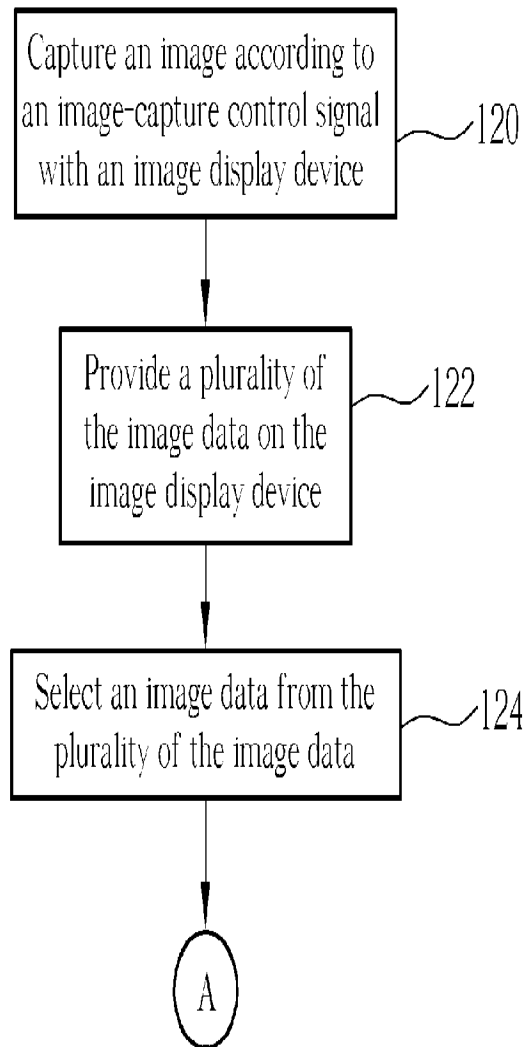 Capture an image according to
an image-capture control signal
with an image display device
120
Provide a plurality of
the image data on the
image display device
122
Select an image data from the
plurality of the image data
124
A